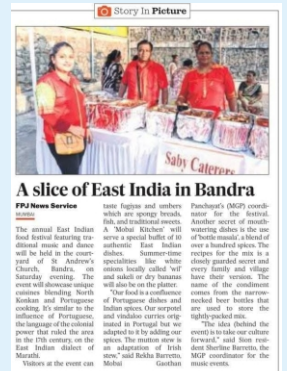 Story In Picture
Saby Caterers
A slice of East India in Bandra
FPJ News Service
MUMBAI
The annual East Indian
food festival featuring tra-
ditional music and dance
will be held in the court-
yard of St Andrew's
Church, Bandra, on
Saturday evening. The
event will showcase unique
cuisines blending North
Konkan and Portuguese
cooking. It's similar to the
influence of Portuguese,
the language of the colonial
power that ruled the area
in the 17th century, on the
East Indian dialect of
Marathi.
Visitors at the event can
taste fugiyas and umbers
which are spongy breads,
fish, and traditional sweets.
A 'Mobai Kitchen' will
serve a special buffet of 10
authentic East Indian
dishes. Summer-time
specialities like white
onions locally called 'wif'
and sukeli or dry bananas
will also be on the platter.
"Our food is a confluence
of Portuguese dishes and
Indian spices. Our sorpotel
and vindaloo curries orig-
inated in Portugal but we
adapted to it by adding our
spices. The mutton stew is
an adaptation of Irish
stew," said Rekha Barretto,
Mobai Gaothan
Panchayat's (MGP) coordi-
nator for the festival.
Another secret of mouth-
watering dishes is the use
of 'bottle masala', a blend of
over a hundred spices. The
recipes for the mix is a
closely guarded secret and
every family and village
have their version. The
name of the condiment
comes from the narrow-
necked beer bottles that
are used to store the
tightly-packed mix.
"The idea (behind the
event) is to take our culture
forward," said Sion resi-
dent Sharline Barretto, the
MGP coordinator for the
music events.